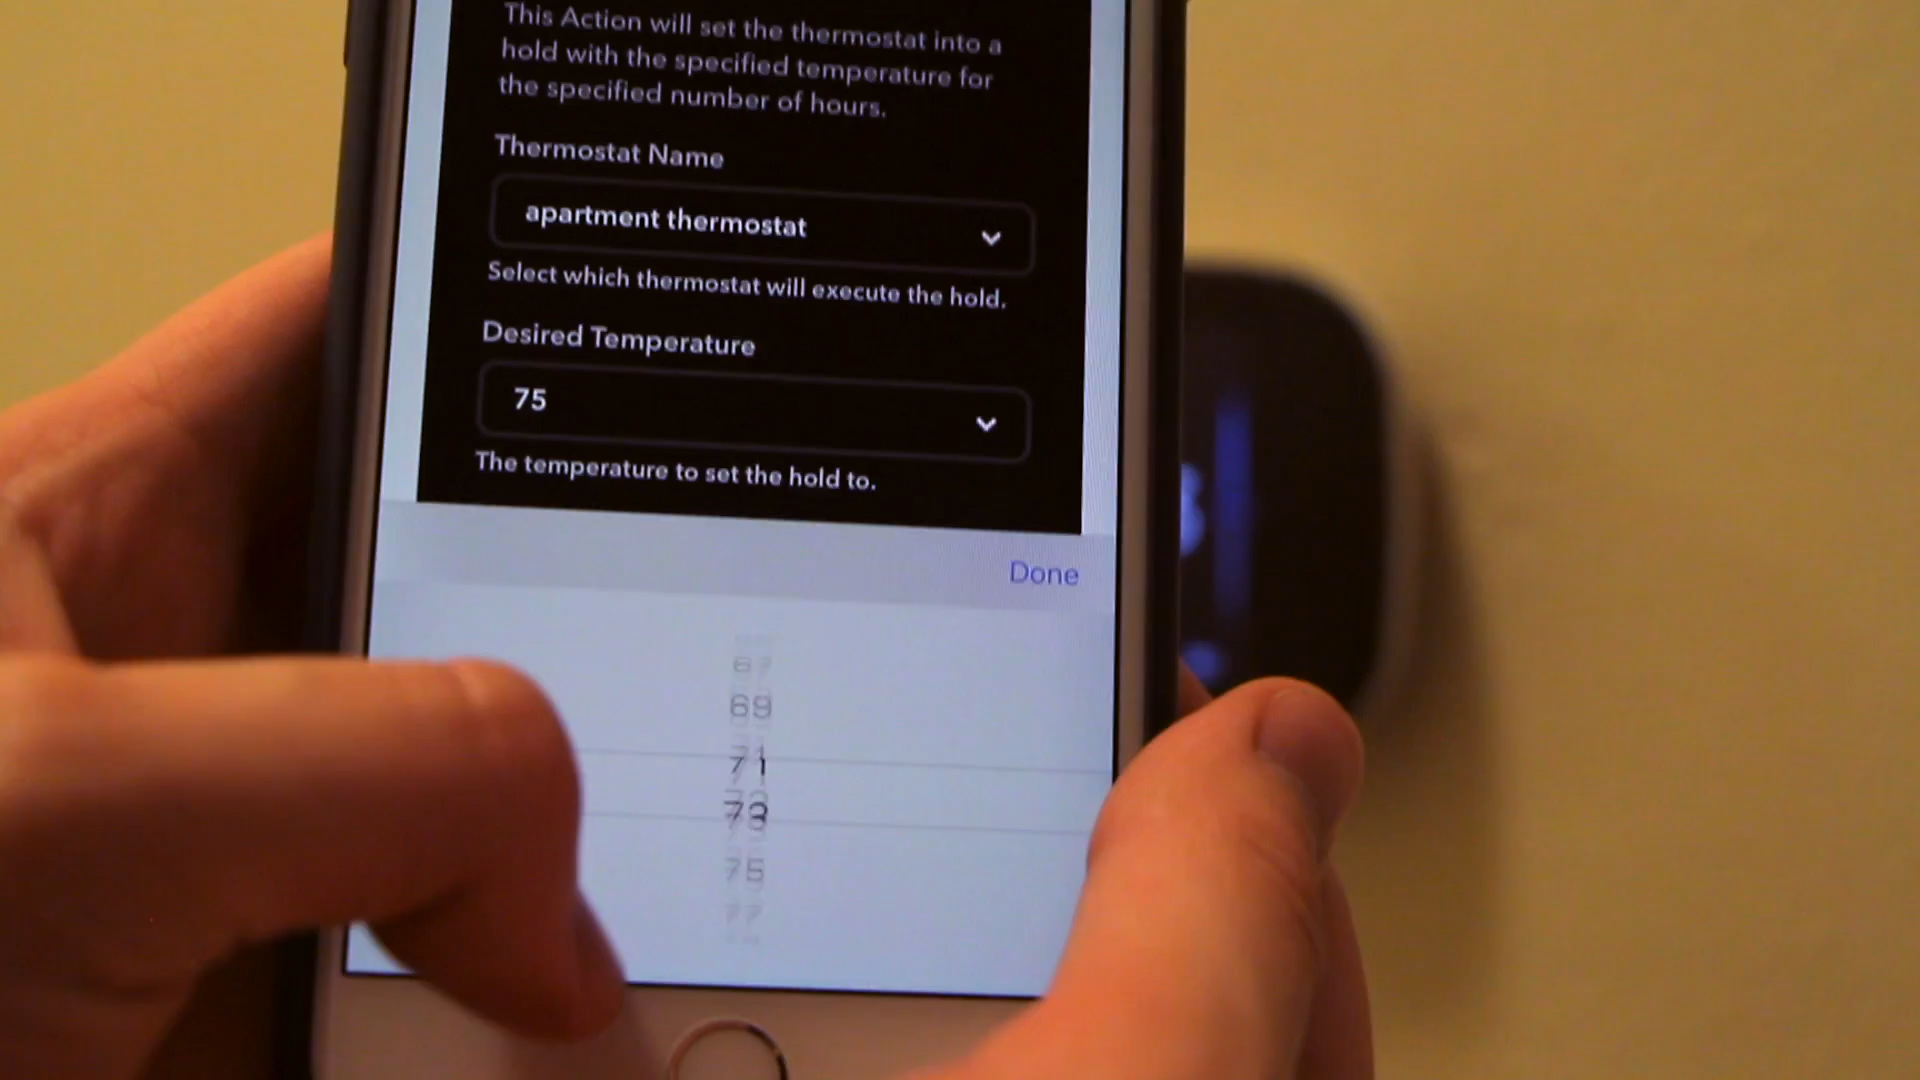 This Action will set the thermostat into a
hold with the specified temperature for
the specified number of hours.
Thermostat Name
apartment thermostat
Select which thermostat will execute the hold.
Desired Temperature
75
The temperature to set the hold to.
Done
67
69
71
73
75
77